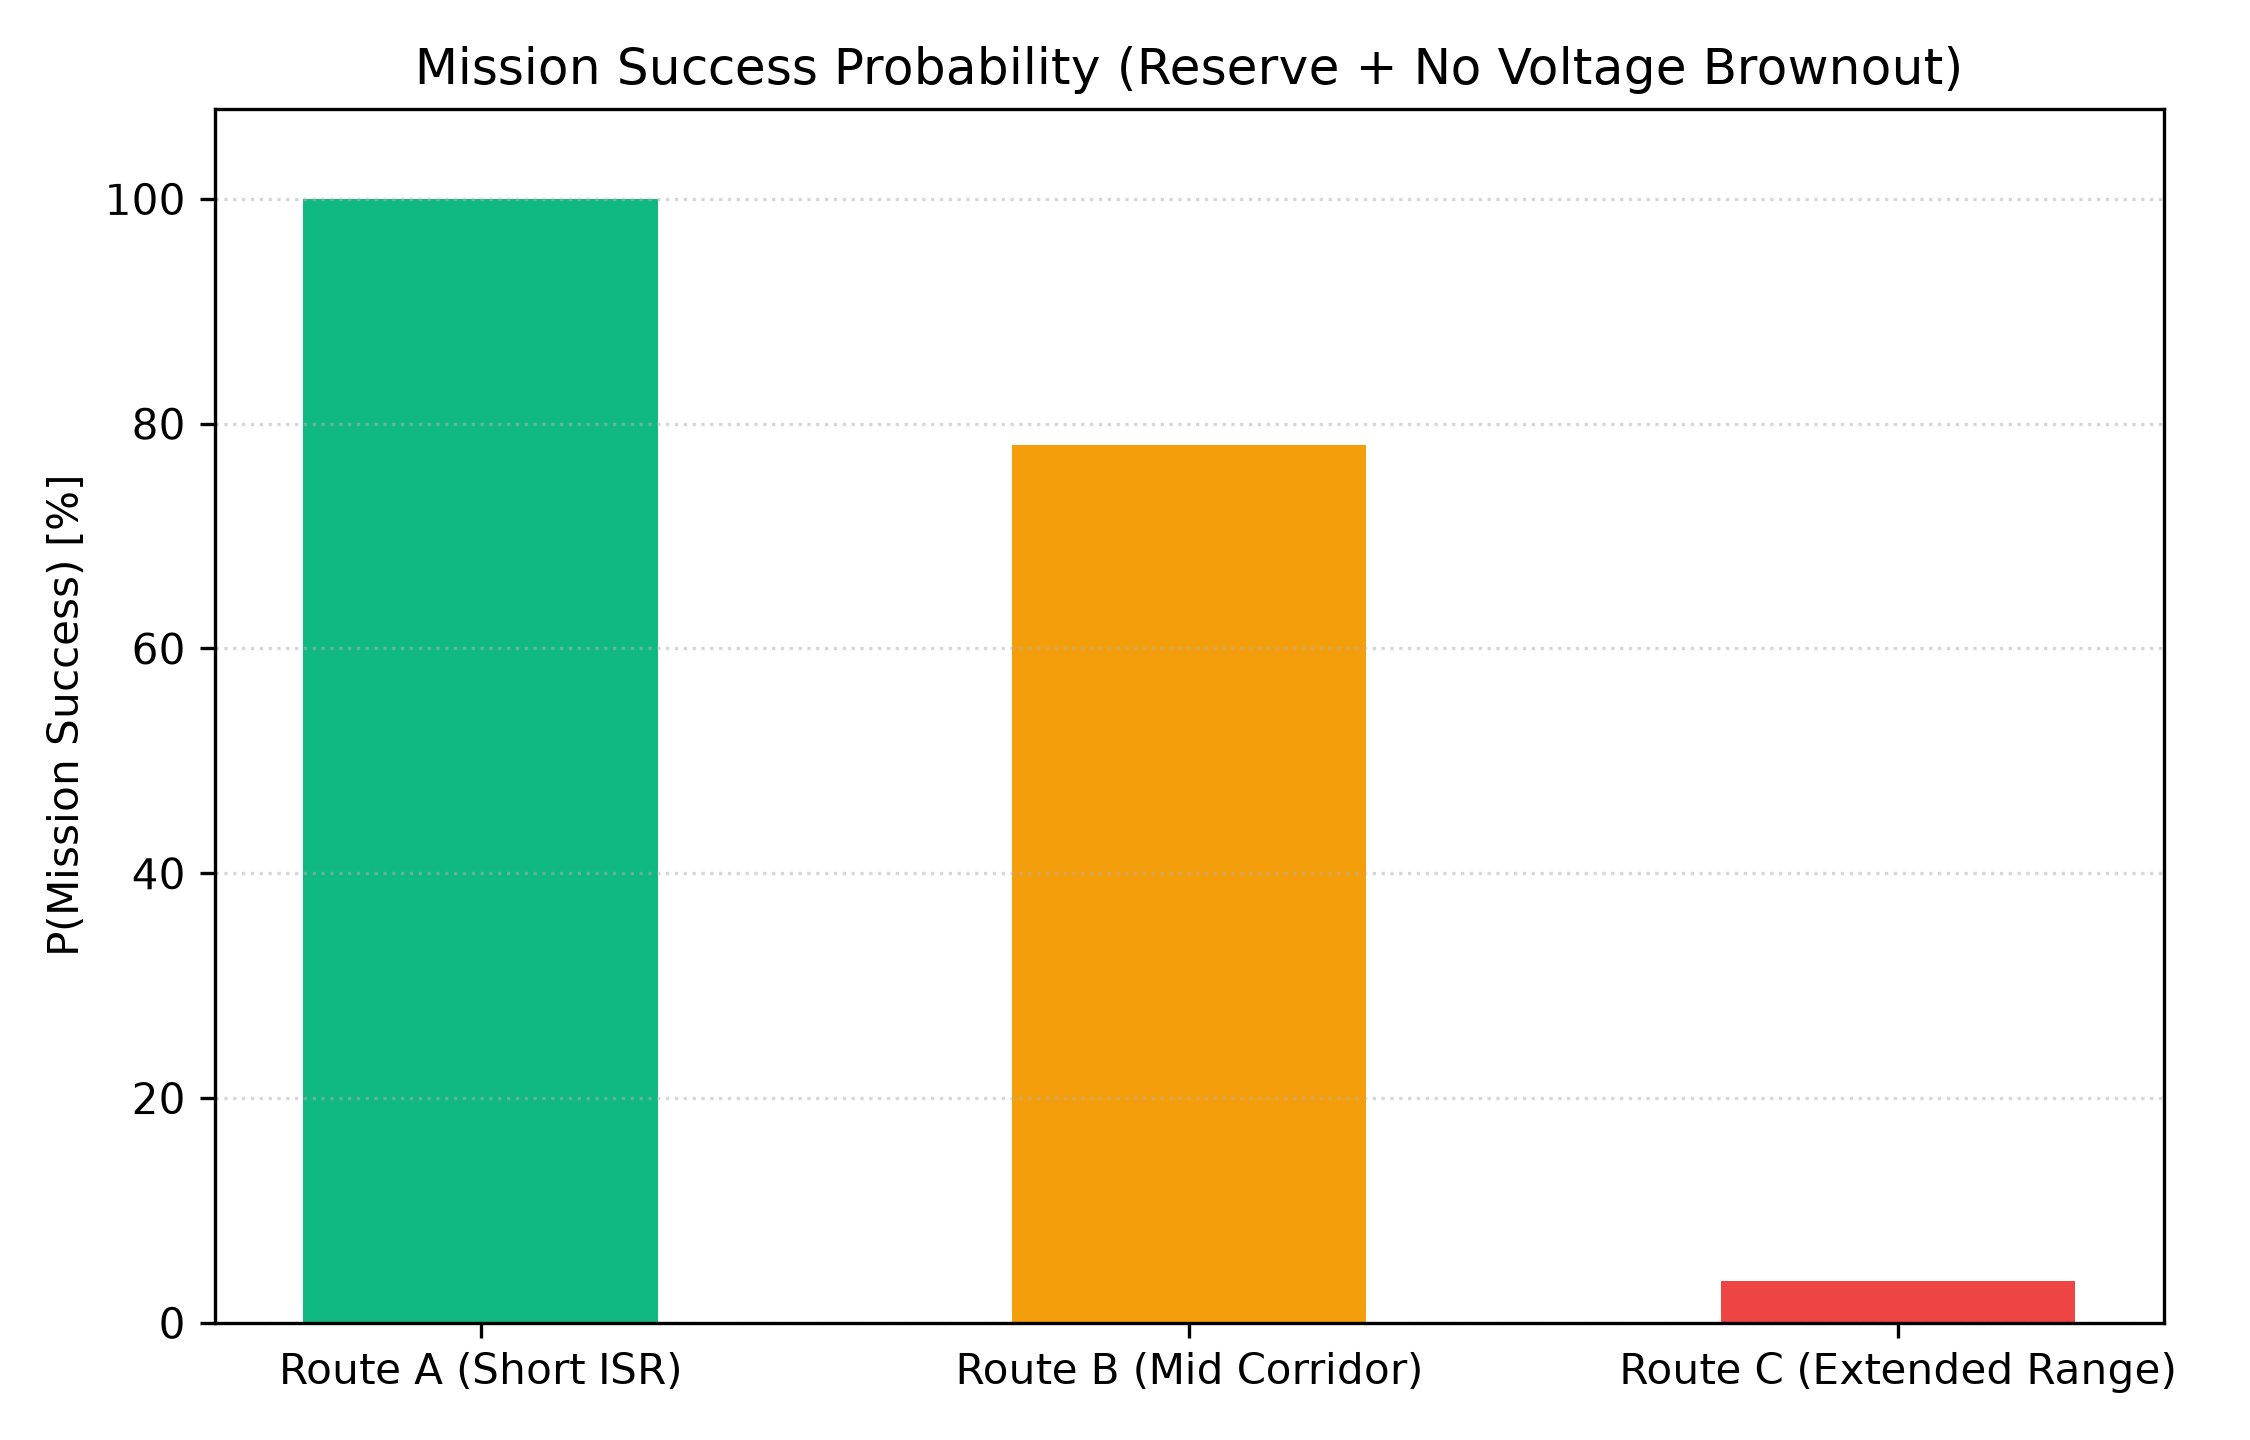 Mission Success Probability (Reserve + No Voltage Brownout)
P(Mission Success) [%]
100
80
60
40
20
0
Route A (Short ISR)
Route B (Mid Corridor)
Route C (Extended Range)